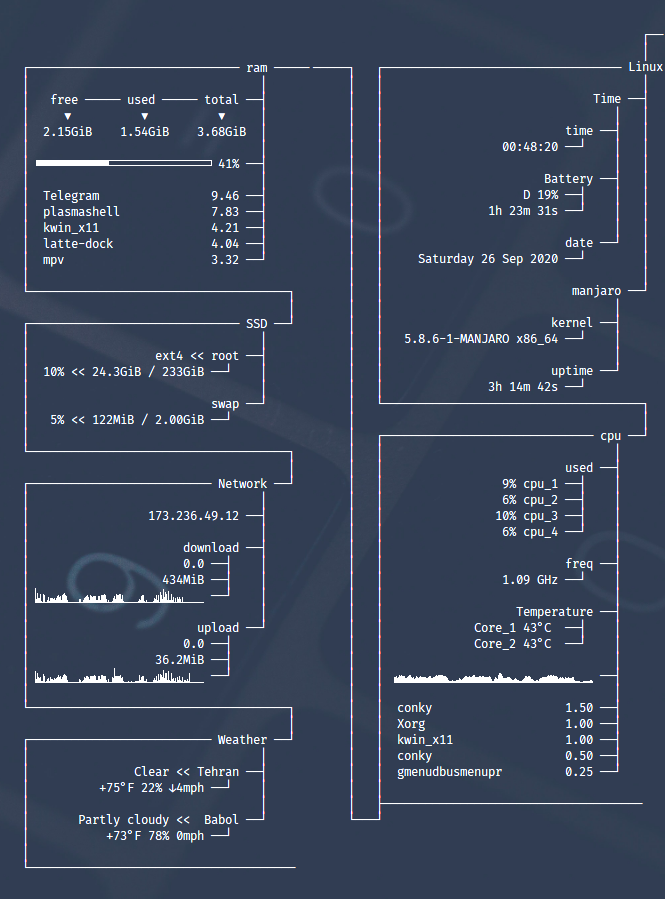 ram
free used total
▼ ▼ ▼
2.15GiB 1.54GiB 3.68GiB
41%
Telegram 9.46
plasmashell 7.83
kwin_x11 4.21
latte-dock 4.04
mpv 3.32
SSD
ext4 << root
10% << 24.3GiB / 233GiB
swap
5% << 122MiB / 2.00GiB
Network
173.236.49.12
download
0.0
434MiB
upload
0.0
36.2MiB
Weather
Clear << Tehran
+75°F 22% ↓4mph
Partly cloudy << Babol
+73°F 78% 0mph
Linux
Time
time
00:48:20
Battery
D 19%
1h 23m 31s
date
Saturday 26 Sep 2020
manjaro
kernel
5.8.6-1-MANJARO x86_64
uptime
3h 14m 42s
cpu
used
9% cpu_1
6% cpu_2
10% cpu_3
6% cpu_4
freq
1.09 GHz
Temperature
Core_1 43°C
Core_2 43°C
conky 1.50
Xorg 1.00
kwin_x11 1.00
conky 0.50
gmenudbusmenupr 0.25